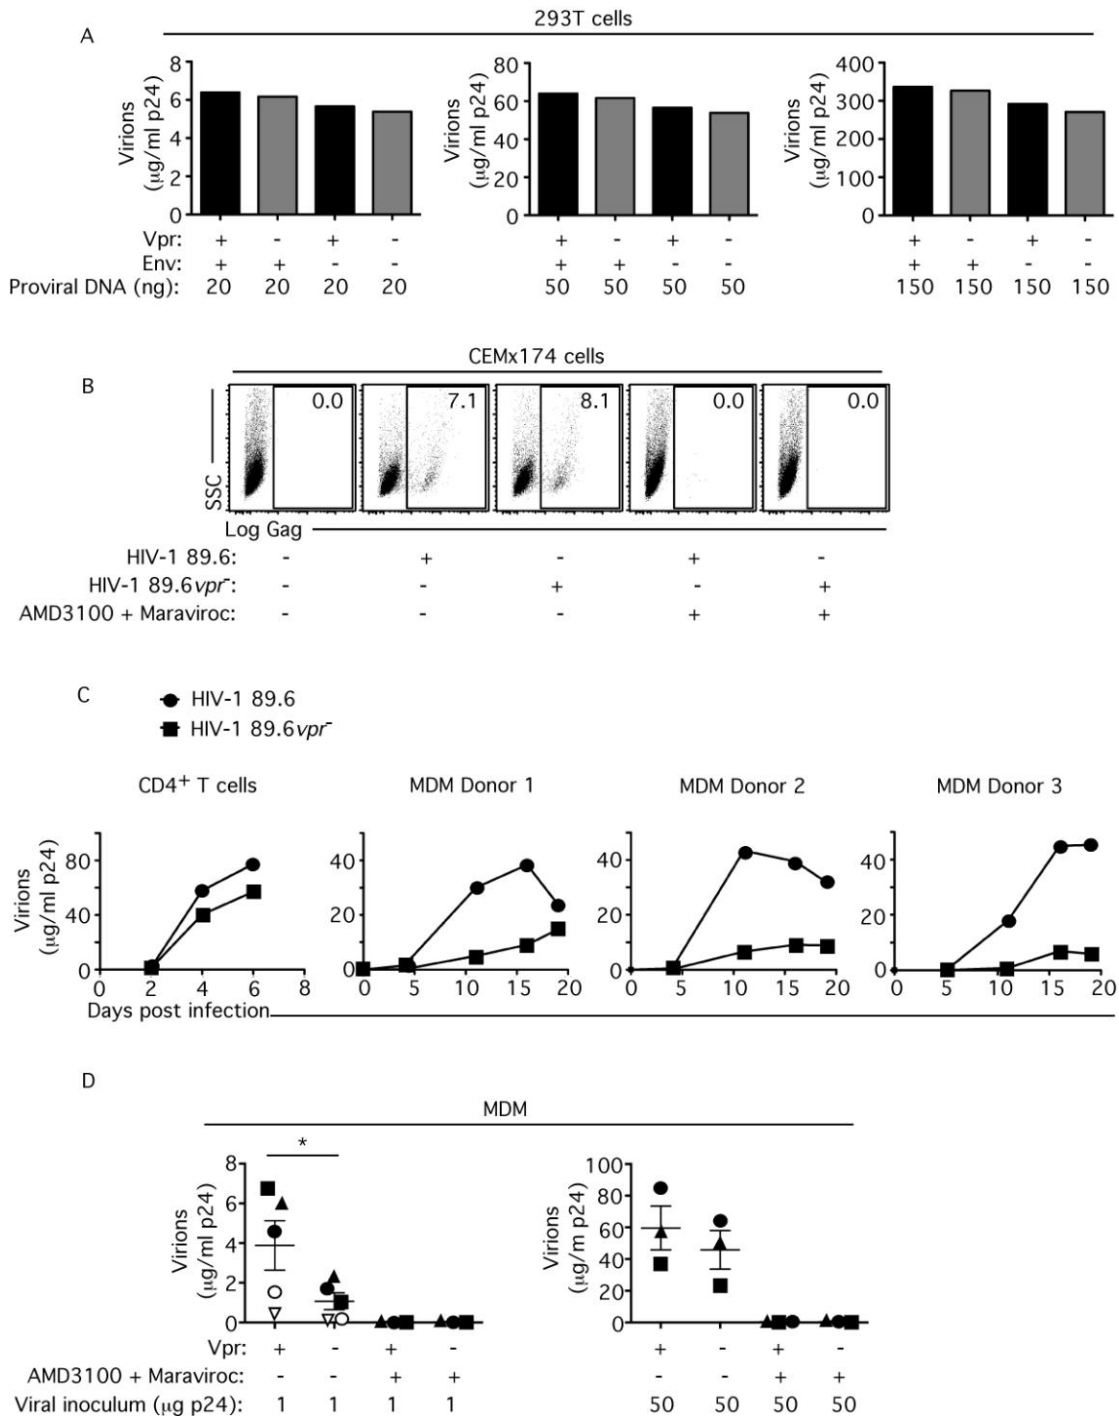 A
293T cells
Virions
(µg/ml p24)
8
6
4
2
0
Virions
(µg/ml p24)
80
60
40
20
0
Virions
(µg/ml p24)
400
300
200
100
0
Vpr: + - + - + - + - + - + -
Env: + + - - + + - - + + - -
Proviral DNA (ng): 20 20 20 20 50 50 50 50 150 150 150 150
CEMx174 cells
B
0.0 7.1 8.1 0.0 0.0
SSC
Log Gag
HIV-1 89.6: - + - + -
HIV-1 89.6vpr⁻: - - + - +
AMD3100 + Maraviroc: - - - + +
C
HIV-1 89.6
HIV-1 89.6vpr⁻
CD4⁺ T cells MDM Donor 1 MDM Donor 2 MDM Donor 3
Virions
(µg/ml p24)
80
40
0
40
20
0
40
20
0
40
20
0
0 2 4 6 8 0 5 10 15 20 0 5 10 15 20 0 5 10 15 20
Days post infection
D
MDM
*
Virions
(µg/ml p24)
8
6
4
2
0
Virions
(µg/m p24)
100
80
60
40
20
0
Vpr: + - + - + - + -
AMD3100 + Maraviroc: - - + + - - + +
Viral inoculum (µg p24): 1 1 1 1 50 50 50 50